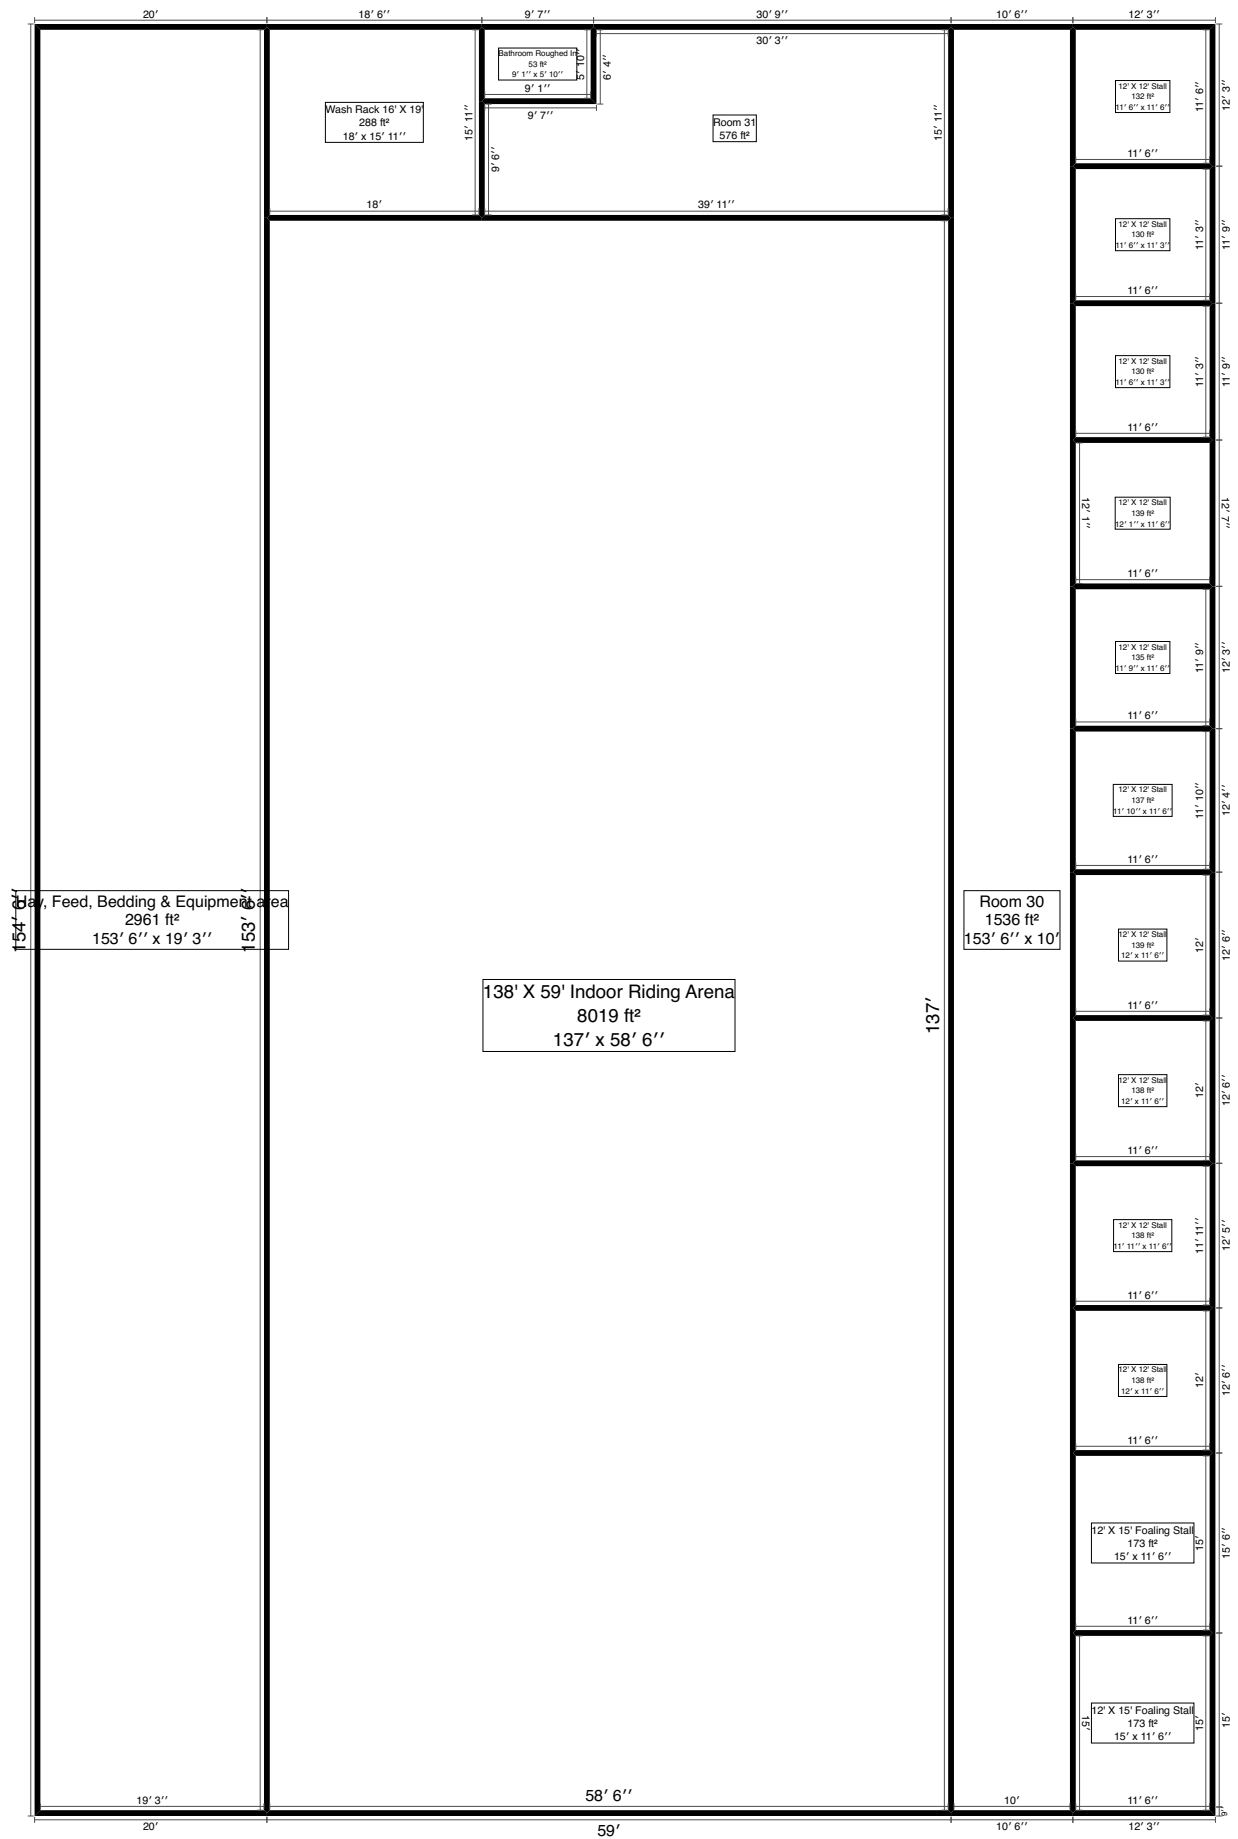 20′ 18′ 6′′ 9′ 7′′ 30′ 9′′ 10′ 6′′ 12′ 3′′
30′ 3′′
Bathroom Roughed In
53 ft²
9′ 1′′ x 5′ 10′′
5′ 10′′
6′ 4′′
9′ 1′′
9′ 7′′
Wash Rack 16' X 19'
288 ft²
18′ x 15′ 11′′
15′ 11′′
9′ 6′′
18′
Room 31
576 ft²
15′ 11′′
39′ 11′′
12' X 12' Stall
132 ft²
11′ 6′′ x 11′ 6′′
11′ 6′′
12′ 3′′
11′ 6′′
12' X 12' Stall
130 ft²
11′ 6′′ x 11′ 3′′
11′ 3′′
11′ 9′′
11′ 6′′
12' X 12' Stall
130 ft²
11′ 6′′ x 11′ 3′′
11′ 3′′
11′ 9′′
11′ 6′′
12′ 1′′
12' X 12' Stall
139 ft²
12′ 1′′ x 11′ 6′′
12′ 7′′
11′ 6′′
12' X 12' Stall
135 ft²
11′ 9′′ x 11′ 6′′
11′ 9′′
12′ 3′′
11′ 6′′
12' X 12' Stall
137 ft²
11′ 10′′ x 11′ 6′′
11′ 10′′
12′ 4′′
11′ 6′′
154′ 6′′
Hay, Feed, Bedding & Equipment area
2961 ft²
153′ 6′′ x 19′ 3′′
153′ 6′′
Room 30
1536 ft²
153′ 6′′ x 10′
12' X 12' Stall
139 ft²
12′ x 11′ 6′′
12′
12′ 6′′
11′ 6′′
138' X 59' Indoor Riding Arena
8019 ft²
137′ x 58′ 6′′
137′
12' X 12' Stall
138 ft²
12′ x 11′ 6′′
12′
12′ 6′′
11′ 6′′
12' X 12' Stall
138 ft²
11′ 11′′ x 11′ 6′′
11′ 11′′
12′ 5′′
11′ 6′′
12' X 12' Stall
138 ft²
12′ x 11′ 6′′
12′
12′ 6′′
11′ 6′′
12' X 15' Foaling Stall
173 ft²
15′ x 11′ 6′′
15′
15′ 6′′
11′ 6′′
15′
12' X 15' Foaling Stall
173 ft²
15′ x 11′ 6′′
15′
15′
19′ 3′′ 58′ 6′′ 10′ 11′ 6′′
9′′
20′ 59′ 10′ 6′′ 12′ 3′′